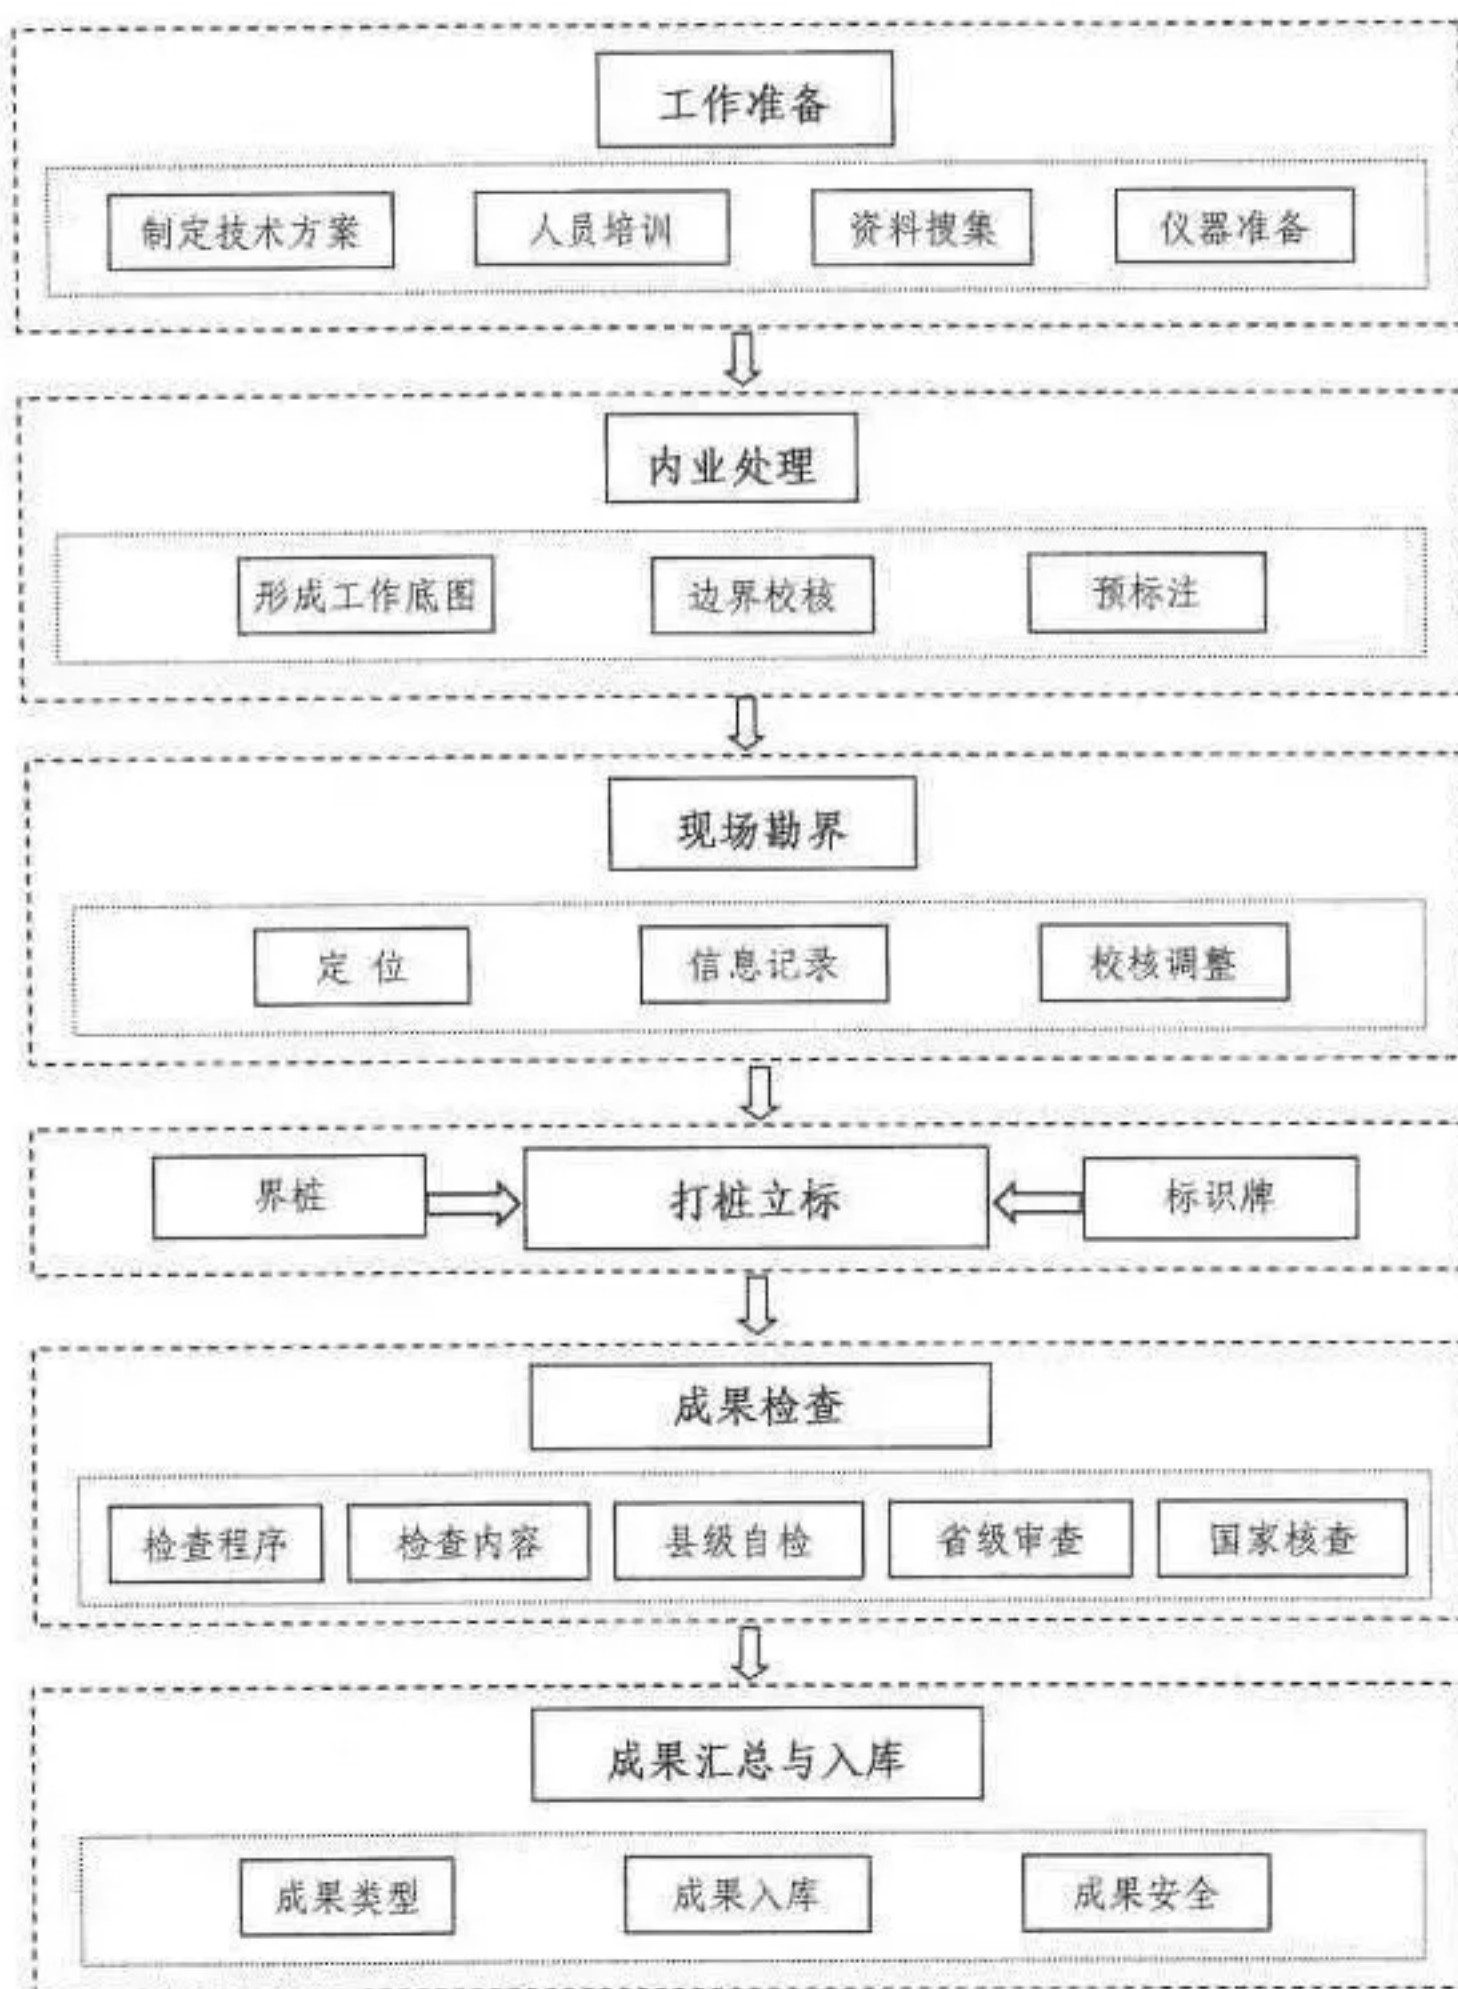 工作准备
制定技术方案 人员培训 资料搜集 仪器准备
内业处理
形成工作底图 边界校核 预标注
现场勘界
定 位 信息记录 校核调整
界桩 打桩立标 标识牌
成果检查
检查程序 检查内容 县级自检 省级审查 国家核查
成果汇总与入库
成果类型 成果入库 成果安全